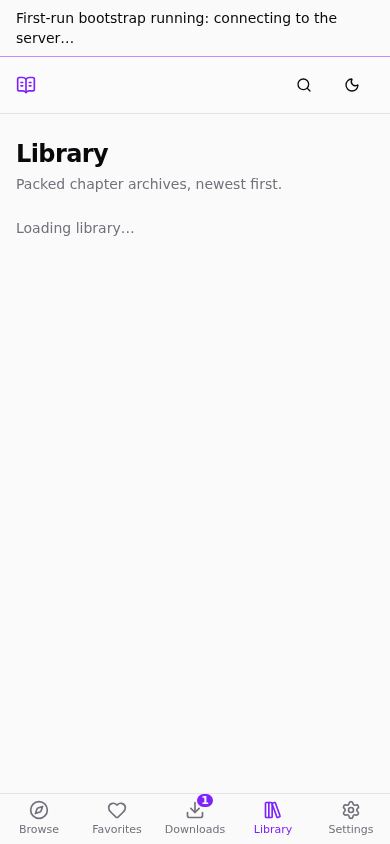 First-run bootstrap running: connecting to the
server…
Library
Packed chapter archives, newest first.
Loading library…
1
Browse
Favorites
Downloads
Library
Settings